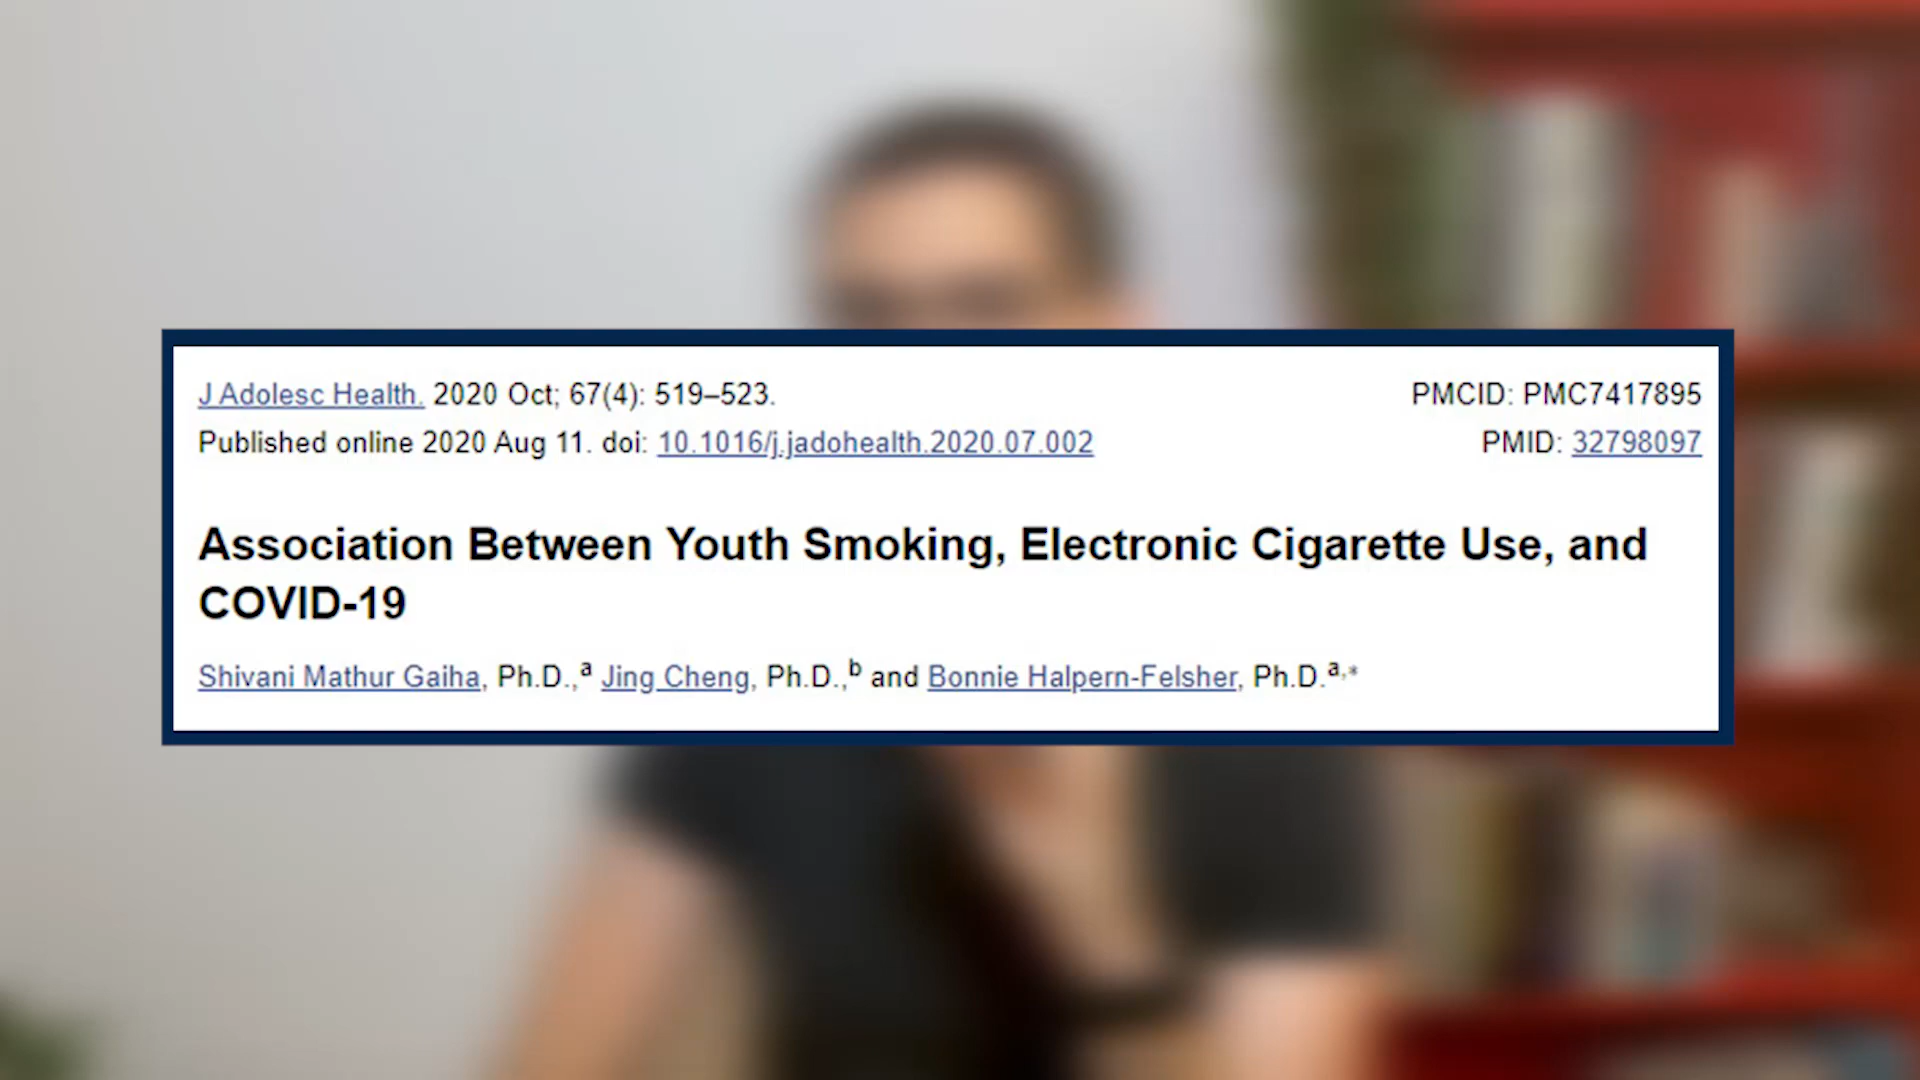 J Adolesc Health. 2020 Oct; 67(4): 519–523.
PMCID: PMC7417895
Published online 2020 Aug 11. doi: 10.1016/j.jadohealth.2020.07.002
PMID: 32798097
Association Between Youth Smoking, Electronic Cigarette Use, and
COVID-19
Shivani Mathur Gaiha, Ph.D.,a Jing Cheng, Ph.D.,b and Bonnie Halpern-Felsher, Ph.D.a,*